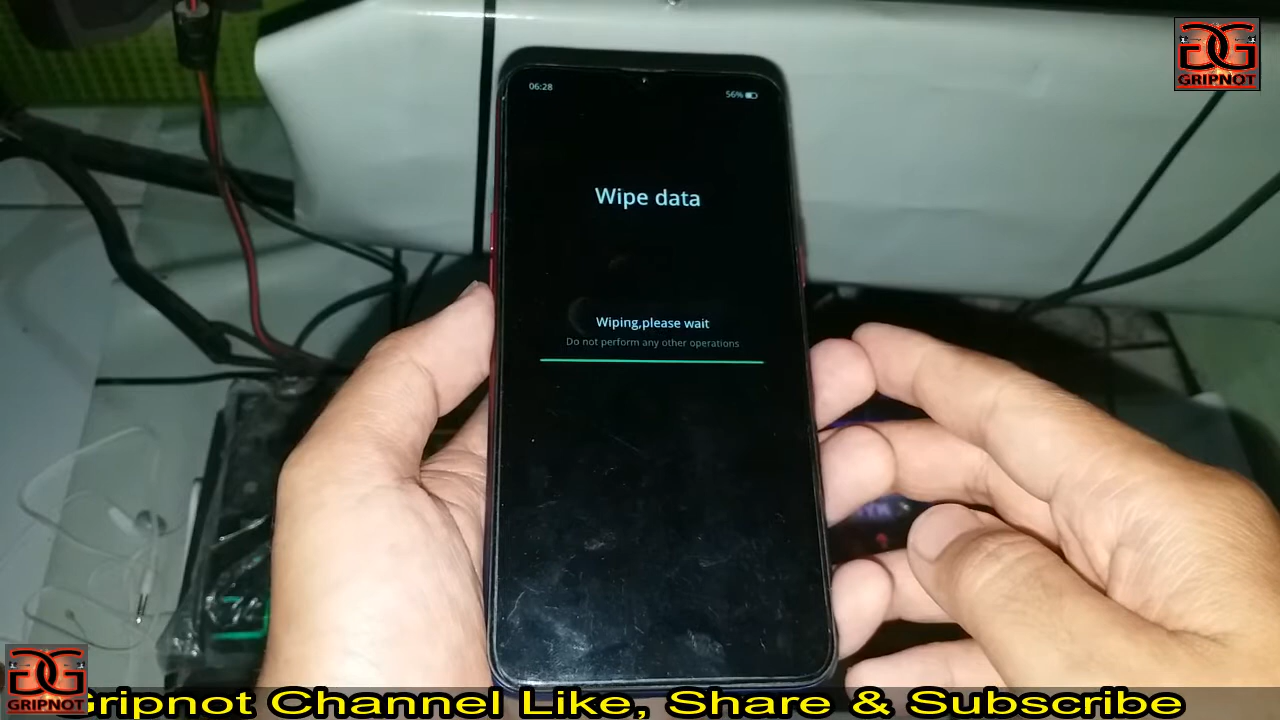 GRIPNOT
06:28
56%
Wipe data
Wiping,please wait
Do not perform any other operations
GRIPNOT
Gripnot Channel Like, Share & Subscribe